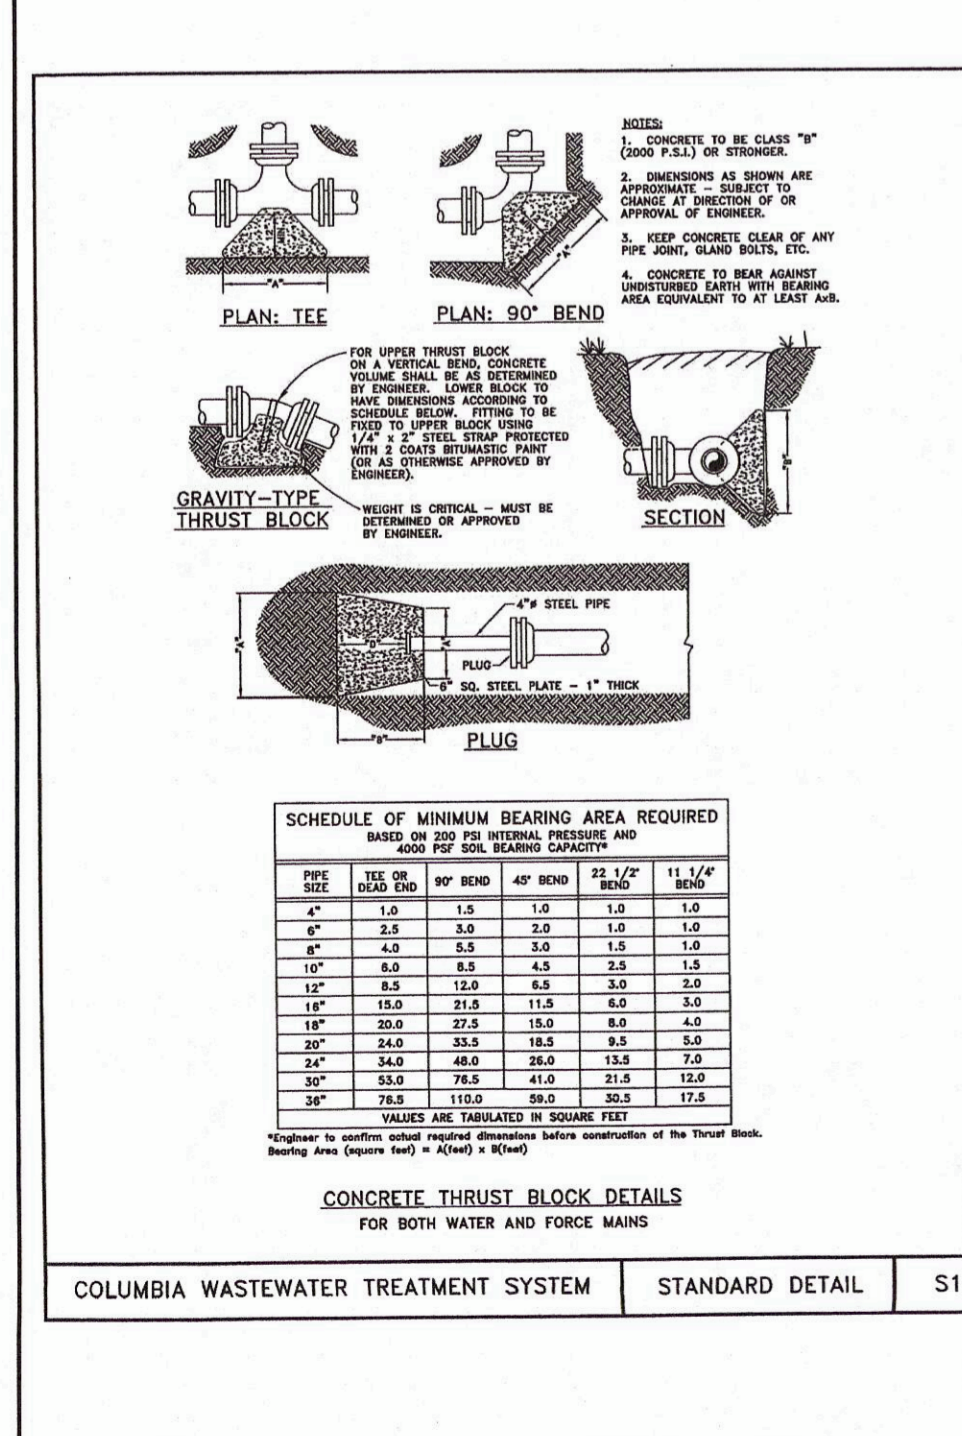 NOTES:
1. CONCRETE TO BE CLASS "B"
(2000 P.S.I.) OR STRONGER.
2. DIMENSIONS AS SHOWN ARE
APPROXIMATE – SUBJECT TO
CHANGE AT DIRECTION OF OR
APPROVAL OF ENGINEER.
3. KEEP CONCRETE CLEAR OF ANY
PIPE JOINT, GLAND BOLTS, ETC.
4. CONCRETE TO BEAR AGAINST
UNDISTURBED EARTH WITH BEARING
AREA EQUIVALENT TO AT LEAST AxB.
"A"
PLAN: TEE
"A"
PLAN: 90° BEND
FOR UPPER THRUST BLOCK
ON A VERTICAL BEND, CONCRETE
VOLUME SHALL BE AS DETERMINED
BY ENGINEER. LOWER BLOCK TO
HAVE DIMENSIONS ACCORDING TO
SCHEDULE BELOW. FITTING TO BE
FIXED TO UPPER BLOCK USING
1/4" x 2" STEEL STRAP PROTECTED
WITH 2 COATS BITUMASTIC PAINT
(OR AS OTHERWISE APPROVED BY
ENGINEER).
GRAVITY–TYPE
THRUST BLOCK
WEIGHT IS CRITICAL – MUST BE
DETERMINED OR APPROVED
BY ENGINEER.
"B"
SECTION
"A"
"D"
"A"
4"ø STEEL PIPE
PLUG
6" SQ. STEEL PLATE – 1" THICK
"B"
PLUG
SCHEDULE OF MINIMUM BEARING AREA REQUIRED
BASED ON 200 PSI INTERNAL PRESSURE AND
4000 PSF SOIL BEARING CAPACITY*
PIPE SIZE TEE OR DEAD END 90° BEND 45° BEND 22 1/2° BEND 11 1/4° BEND
4" 1.0 1.5 1.0 1.0 1.0
6" 2.5 3.0 2.0 1.0 1.0
8" 4.0 5.5 3.0 1.5 1.0
10" 6.0 8.5 4.5 2.5 1.5
12" 8.5 12.0 6.5 3.0 2.0
16" 15.0 21.5 11.5 6.0 3.0
18" 20.0 27.5 15.0 8.0 4.0
20" 24.0 33.5 18.5 9.5 5.0
24" 34.0 48.0 26.0 13.5 7.0
30" 53.0 76.5 41.0 21.5 12.0
36" 76.5 110.0 59.0 30.5 17.5
VALUES ARE TABULATED IN SQUARE FEET
*Engineer to confirm actual required dimensions before construction of the Thrust Block.
Bearing Area (square feet) = A(feet) x B(feet)
CONCRETE THRUST BLOCK DETAILS
FOR BOTH WATER AND FORCE MAINS
COLUMBIA WASTEWATER TREATMENT SYSTEM
STANDARD DETAIL
S1